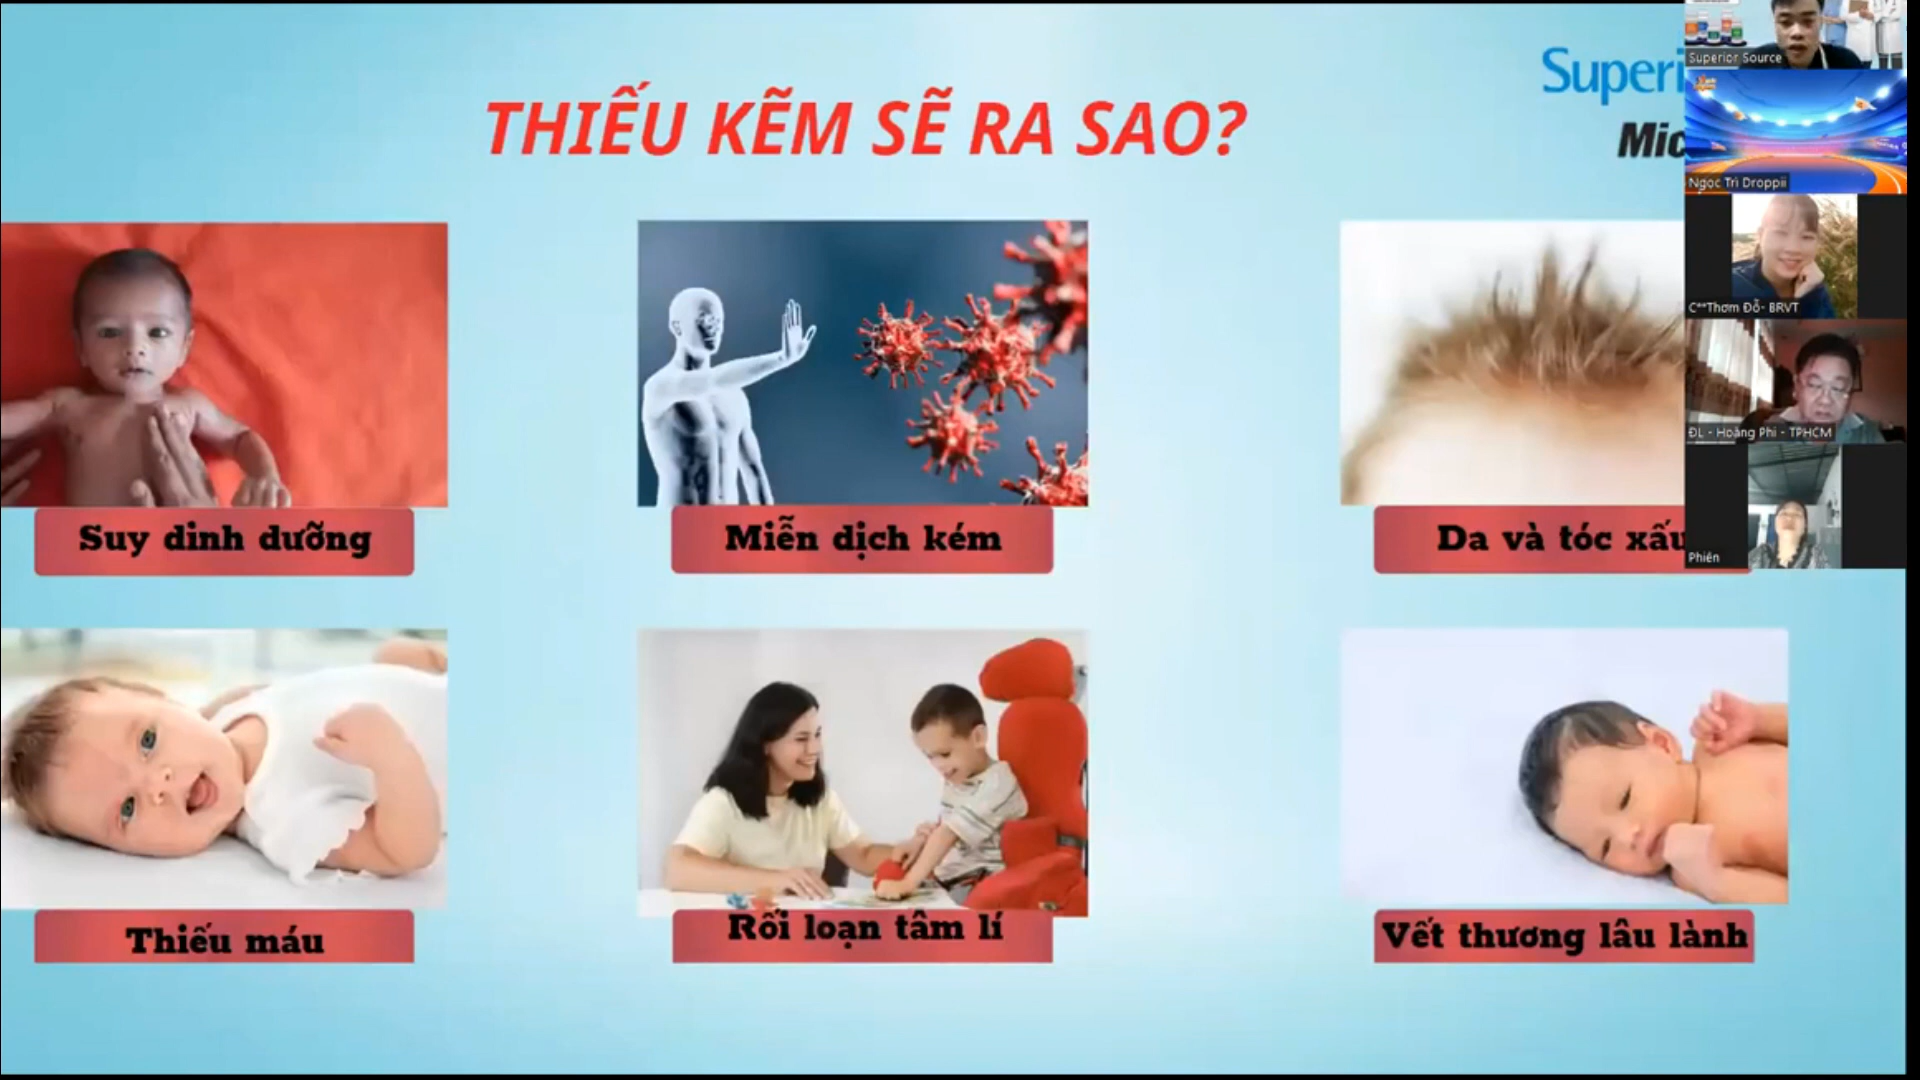 THIẾU KẼM SẼ RA SAO?
Superi
Mic
Superior Source
Ngọc Trì Droppii
C**Thơm Đỗ- BRVT
ĐL - Hoàng Phi - TPHCM
Phiên
Suy dinh dưỡng
Miễn dịch kém
Da và tóc xấu
Thiếu máu
Rối loạn tâm lí
Vết thương lâu lành